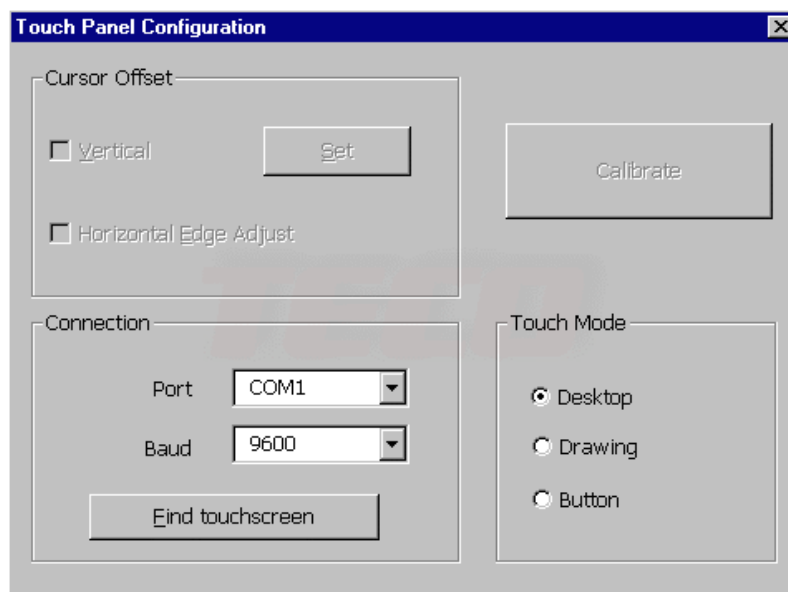 Touch Panel Configuration
Cursor Offset
Vertical
Set
Calibrate
Horizontal Edge Adjust
TECO
Connection
Touch Mode
Port
COM1
Desktop
Baud
9600
Drawing
Find touchscreen
Button